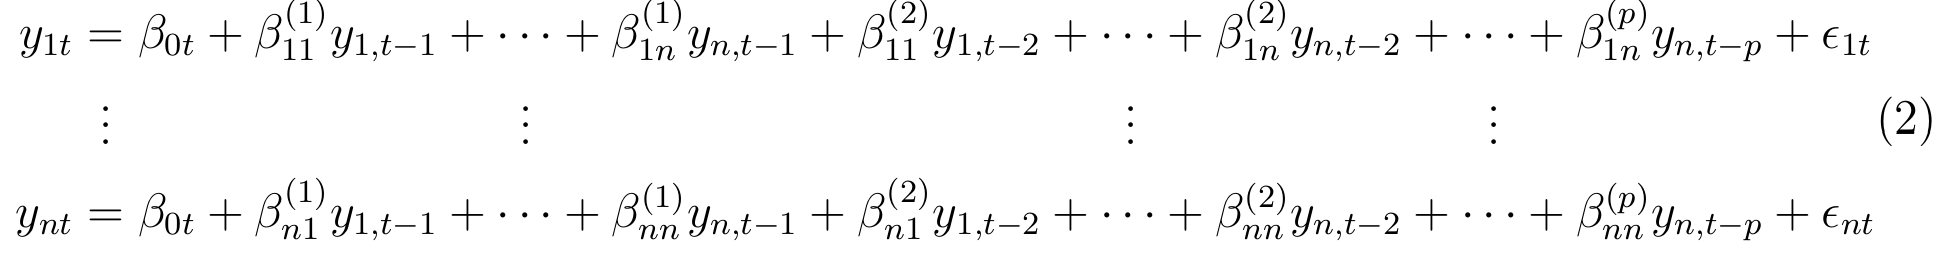 y_{1t} = β_{0t} + β_{11}^{(1)} y_{1,t−1} + ⋯ + β_{1n}^{(1)} y_{n,t−1} + β_{11}^{(2)} y_{1,t−2} + ⋯ + β_{1n}^{(2)} y_{n,t−2} + ⋯ + β_{1n}^{(p)} y_{n,t−p} + ϵ_{1t}
⋮ ⋮ ⋮ ⋮ (2)
y_{nt} = β_{0t} + β_{n1}^{(1)} y_{1,t−1} + ⋯ + β_{nn}^{(1)} y_{n,t−1} + β_{n1}^{(2)} y_{1,t−2} + ⋯ + β_{nn}^{(2)} y_{n,t−2} + ⋯ + β_{nn}^{(p)} y_{n,t−p} + ϵ_{nt}